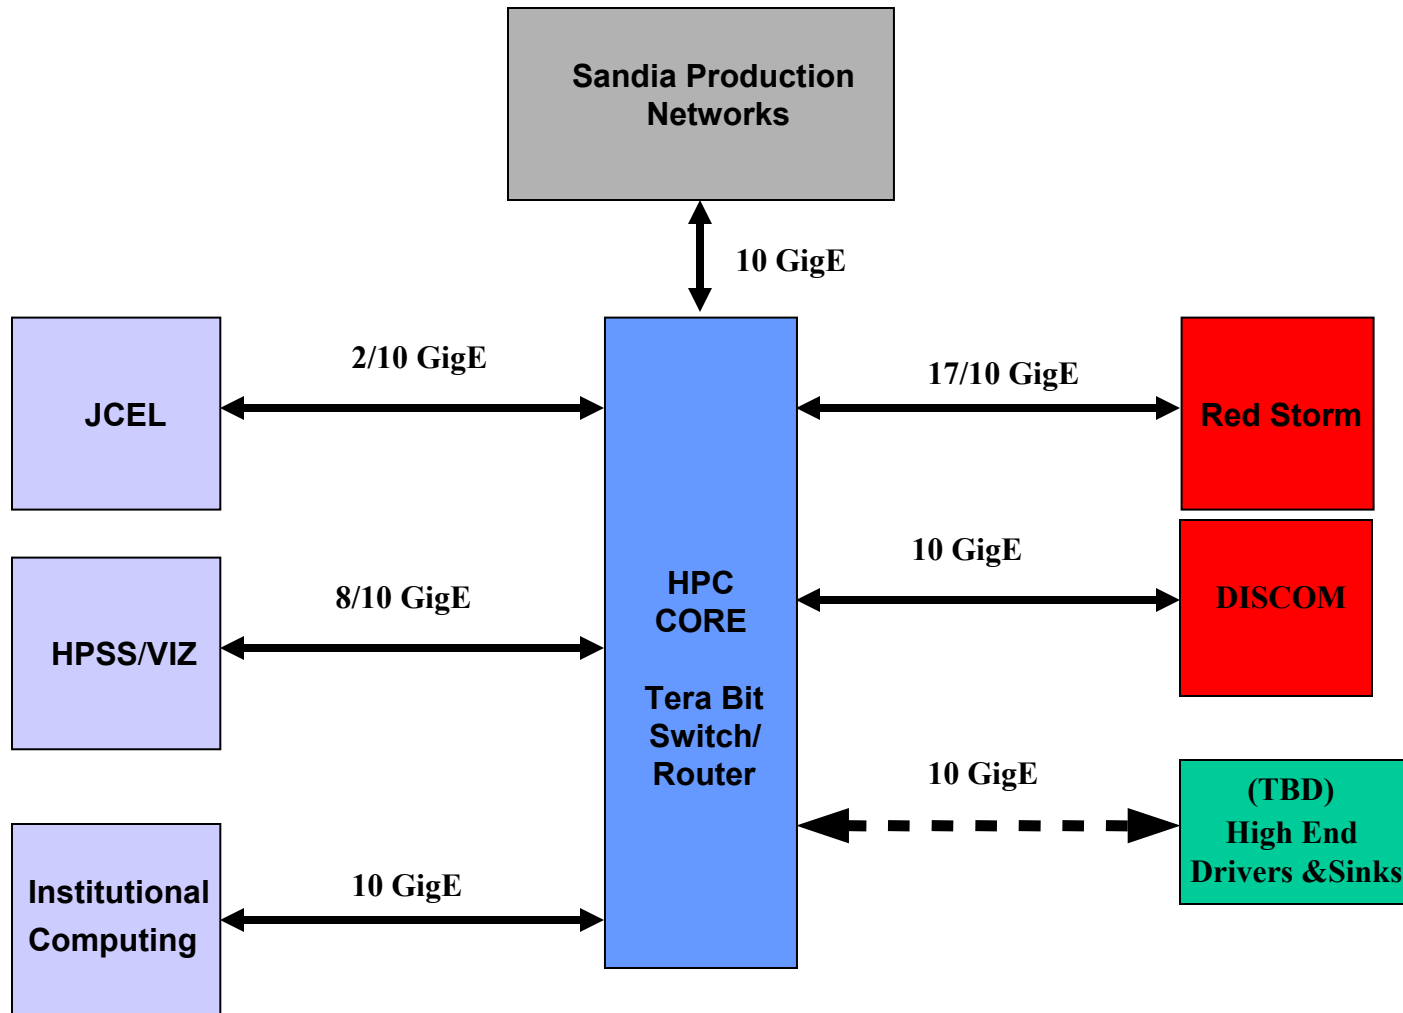 Sandia Production
Networks
10 GigE
2/10 GigE
17/10 GigE
JCEL
Red Storm
10 GigE
HPC
CORE
8/10 GigE
DISCOM
HPSS/VIZ
Tera Bit
Switch/
Router
10 GigE
(TBD)
High End
Drivers &Sinks
10 GigE
Institutional
Computing